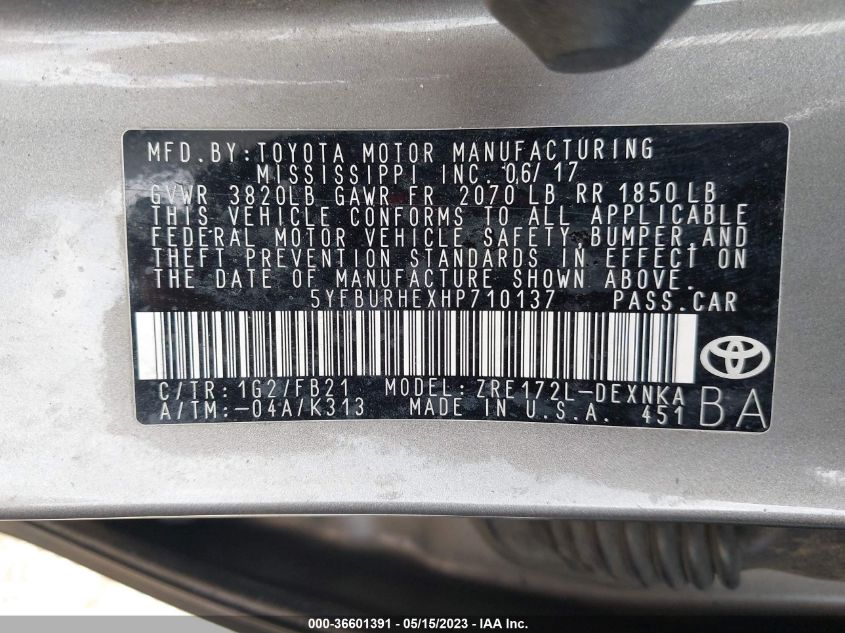 MFD.BY:TOYOTA MOTOR MANUFACTURING
MISSISSIPPI INC. 06/17
GVWR 3820LB GAWR FR 2070 LB RR 1850LB
THIS VEHICLE CONFORMS TO ALL APPLICABLE
FEDERAL MOTOR VEHICLE SAFETY,BUMPER,AND
THEFT PREVENTION STANDARDS IN EFFECT ON
THE DATE OF MANUFACTURE SHOWN ABOVE.
5YFBURHEXHP710137 PASS.CAR
C/TR:1G2/FB21 MODEL:ZRE172L-DEXNKA
A/TM:-04A/K313 MADE IN U.S.A. 451
BA
000-36601391 - 05/15/2023 - IAA Inc.